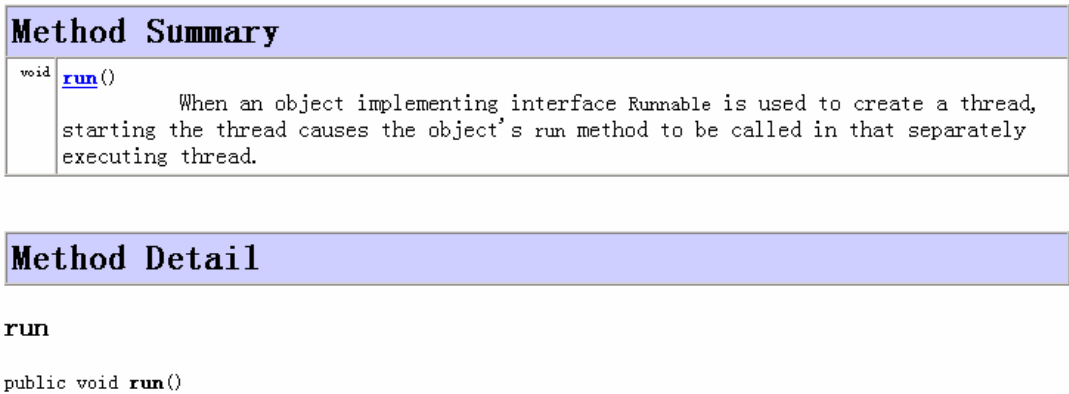 Method Summary
void run()
When an object implementing interface Runnable is used to create a thread,
starting the thread causes the object's run method to be called in that separately
executing thread.
Method Detail
run
public void run()